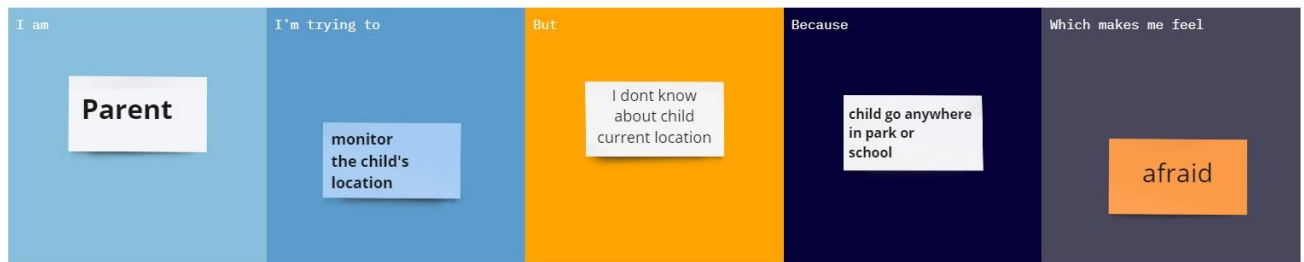 I am
Parent
I'm trying to
monitor
the child's
location
But
I dont know
about child
current location
Because
child go anywhere
in park or
school
Which makes me feel
afraid